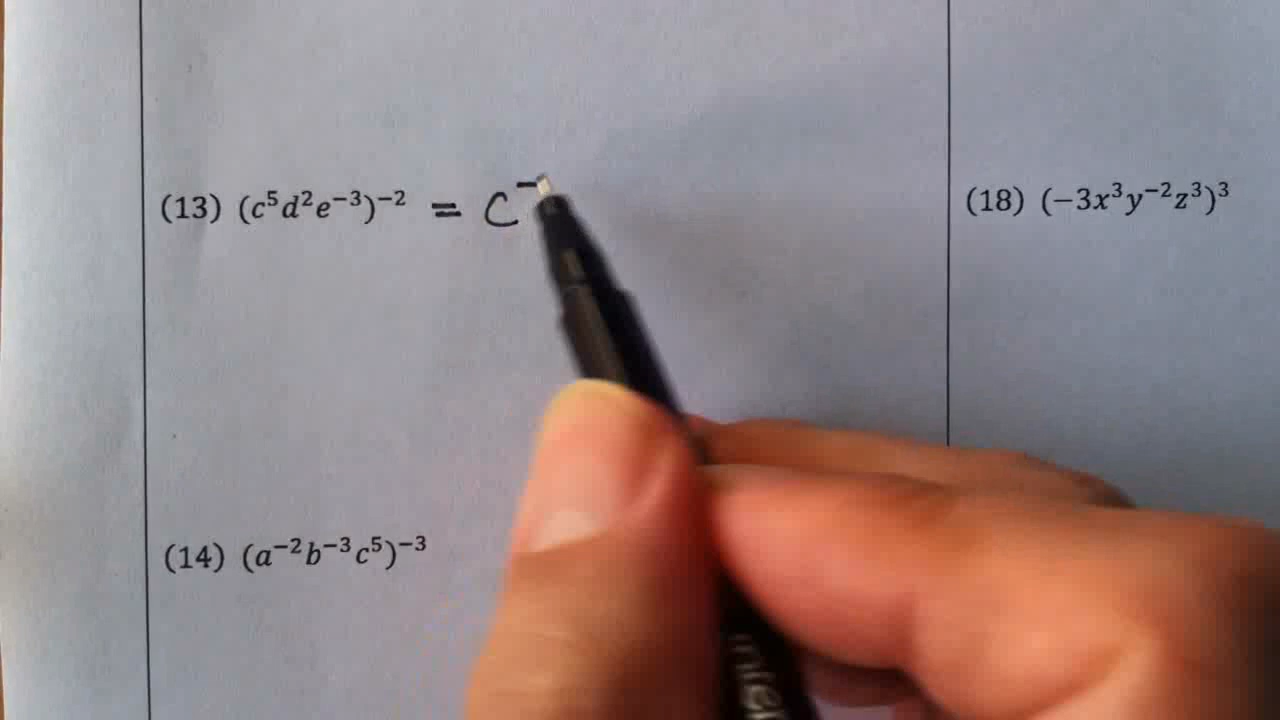 (13) (c⁵d²e⁻³)⁻² = c⁻
(14) (a⁻²b⁻³c⁵)⁻³
(18) (−3x³y⁻²z³)³